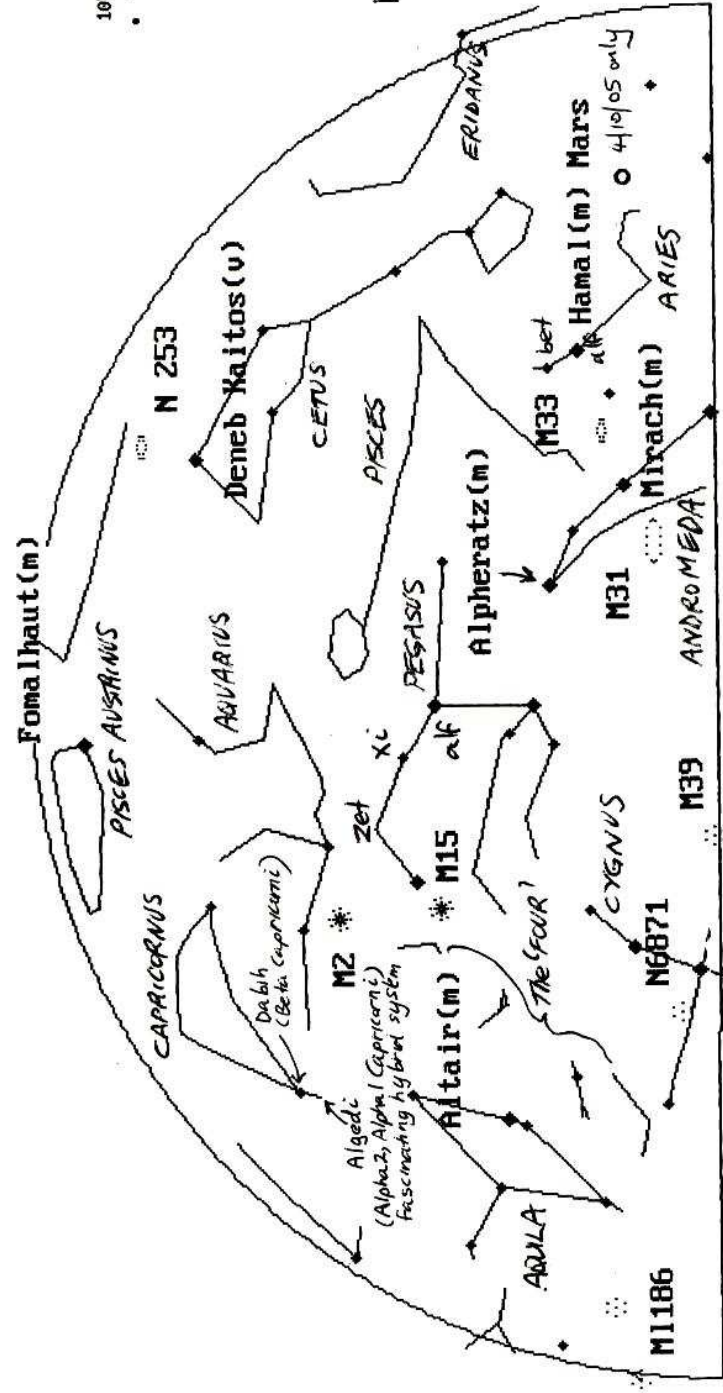 10
Fomalhaut(m)
PISCES AUSTRINUS
N 253
CAPRICORNUS
AQUARIUS
Deneb Kaitos(v)
Dabih
(Beta Capricorni)
CETUS
ERIDANUS
M2
zet
xi
PISCES
Algedi
(Alpha2, Alpha1 Capricorni)
fascinating hybrid system
PEGASUS
alf
M15
Altair(m)
Alpheratz(m)
M33
bet
alf
Hamal(m)
Mars
4/10/05 only
AQUILA
The 'FOUR'
CYGNUS
ARIES
M31
Mirach(m)
MI1186
N6871
M39
ANDROMEDA